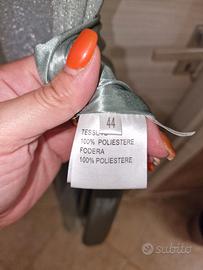 44
TESSUTO
100% POLIESTERE
FODERA
100% POLIESTERE
subito